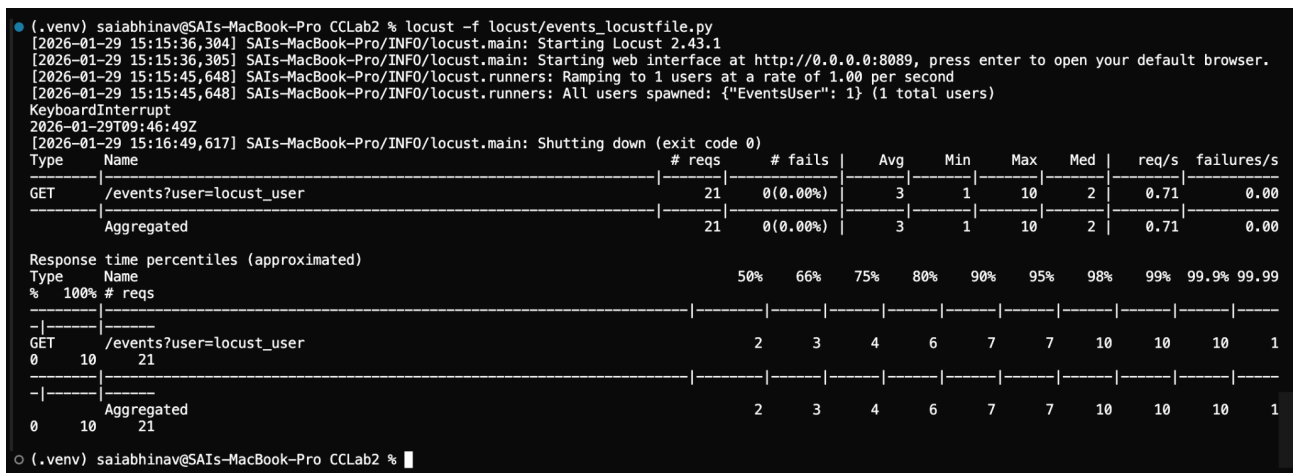 (.venv) saiabhinav@SAIs-MacBook-Pro CCLab2 % locust -f locust/events_locustfile.py
[2026-01-29 15:15:36,304] SAIs-MacBook-Pro/INFO/locust.main: Starting Locust 2.43.1
[2026-01-29 15:15:36,305] SAIs-MacBook-Pro/INFO/locust.main: Starting web interface at http://0.0.0.0:8089, press enter to open your default browser.
[2026-01-29 15:15:45,648] SAIs-MacBook-Pro/INFO/locust.runners: Ramping to 1 users at a rate of 1.00 per second
[2026-01-29 15:15:45,648] SAIs-MacBook-Pro/INFO/locust.runners: All users spawned: {"EventsUser": 1} (1 total users)
KeyboardInterrupt
2026-01-29T09:46:49Z
[2026-01-29 15:16:49,617] SAIs-MacBook-Pro/INFO/locust.main: Shutting down (exit code 0)
Type Name # reqs # fails | Avg Min Max Med | req/s failures/s
--------|----------------------------------------------------------------------|-------|-------------|-------|-------|-------|-------|--------|-----------
GET /events?user=locust_user 21 0(0.00%) | 3 1 10 2 | 0.71 0.00
--------|----------------------------------------------------------------------|-------|-------------|-------|-------|-------|-------|--------|-----------
Aggregated 21 0(0.00%) | 3 1 10 2 | 0.71 0.00
Response time percentiles (approximated)
Type Name 50% 66% 75% 80% 90% 95% 98% 99% 99.9% 99.99
% 100% # reqs
--------|--------------------------------------------------------------------------------|--------|------|------|------|------|------|------|------|------|-----
-|------|------
GET /events?user=locust_user 2 3 4 6 7 7 10 10 10 1
0 10 21
--------|--------------------------------------------------------------------------------|--------|------|------|------|------|------|------|------|------|-----
-|------|------
Aggregated 2 3 4 6 7 7 10 10 10 1
0 10 21
(.venv) saiabhinav@SAIs-MacBook-Pro CCLab2 %